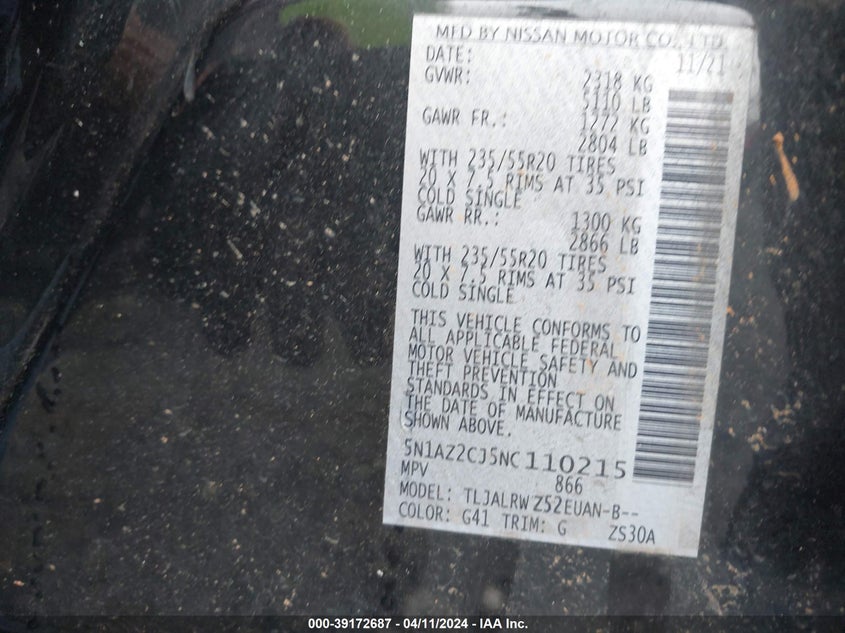 MFD BY NISSAN MOTOR CO., LTD.
DATE: 11/21
GVWR: 2318 KG
5110 LB
GAWR FR.: 1272 KG
2804 LB
WITH 235/55R20 TIRES
20 X 7.5 RIMS AT 35 PSI
COLD SINGLE
GAWR RR.: 1300 KG
2866 LB
WITH 235/55R20 TIRES
20 X 7.5 RIMS AT 35 PSI
COLD SINGLE
THIS VEHICLE CONFORMS TO
ALL APPLICABLE FEDERAL
MOTOR VEHICLE SAFETY AND
THEFT PREVENTION
STANDARDS IN EFFECT ON
THE DATE OF MANUFACTURE
SHOWN ABOVE.
5N1AZ2CJ5NC110215
MPV 866
MODEL: TLJALRW Z52EUAN-B--
COLOR: G41 TRIM: G ZS30A
000-39172687 - 04/11/2024 - IAA Inc.